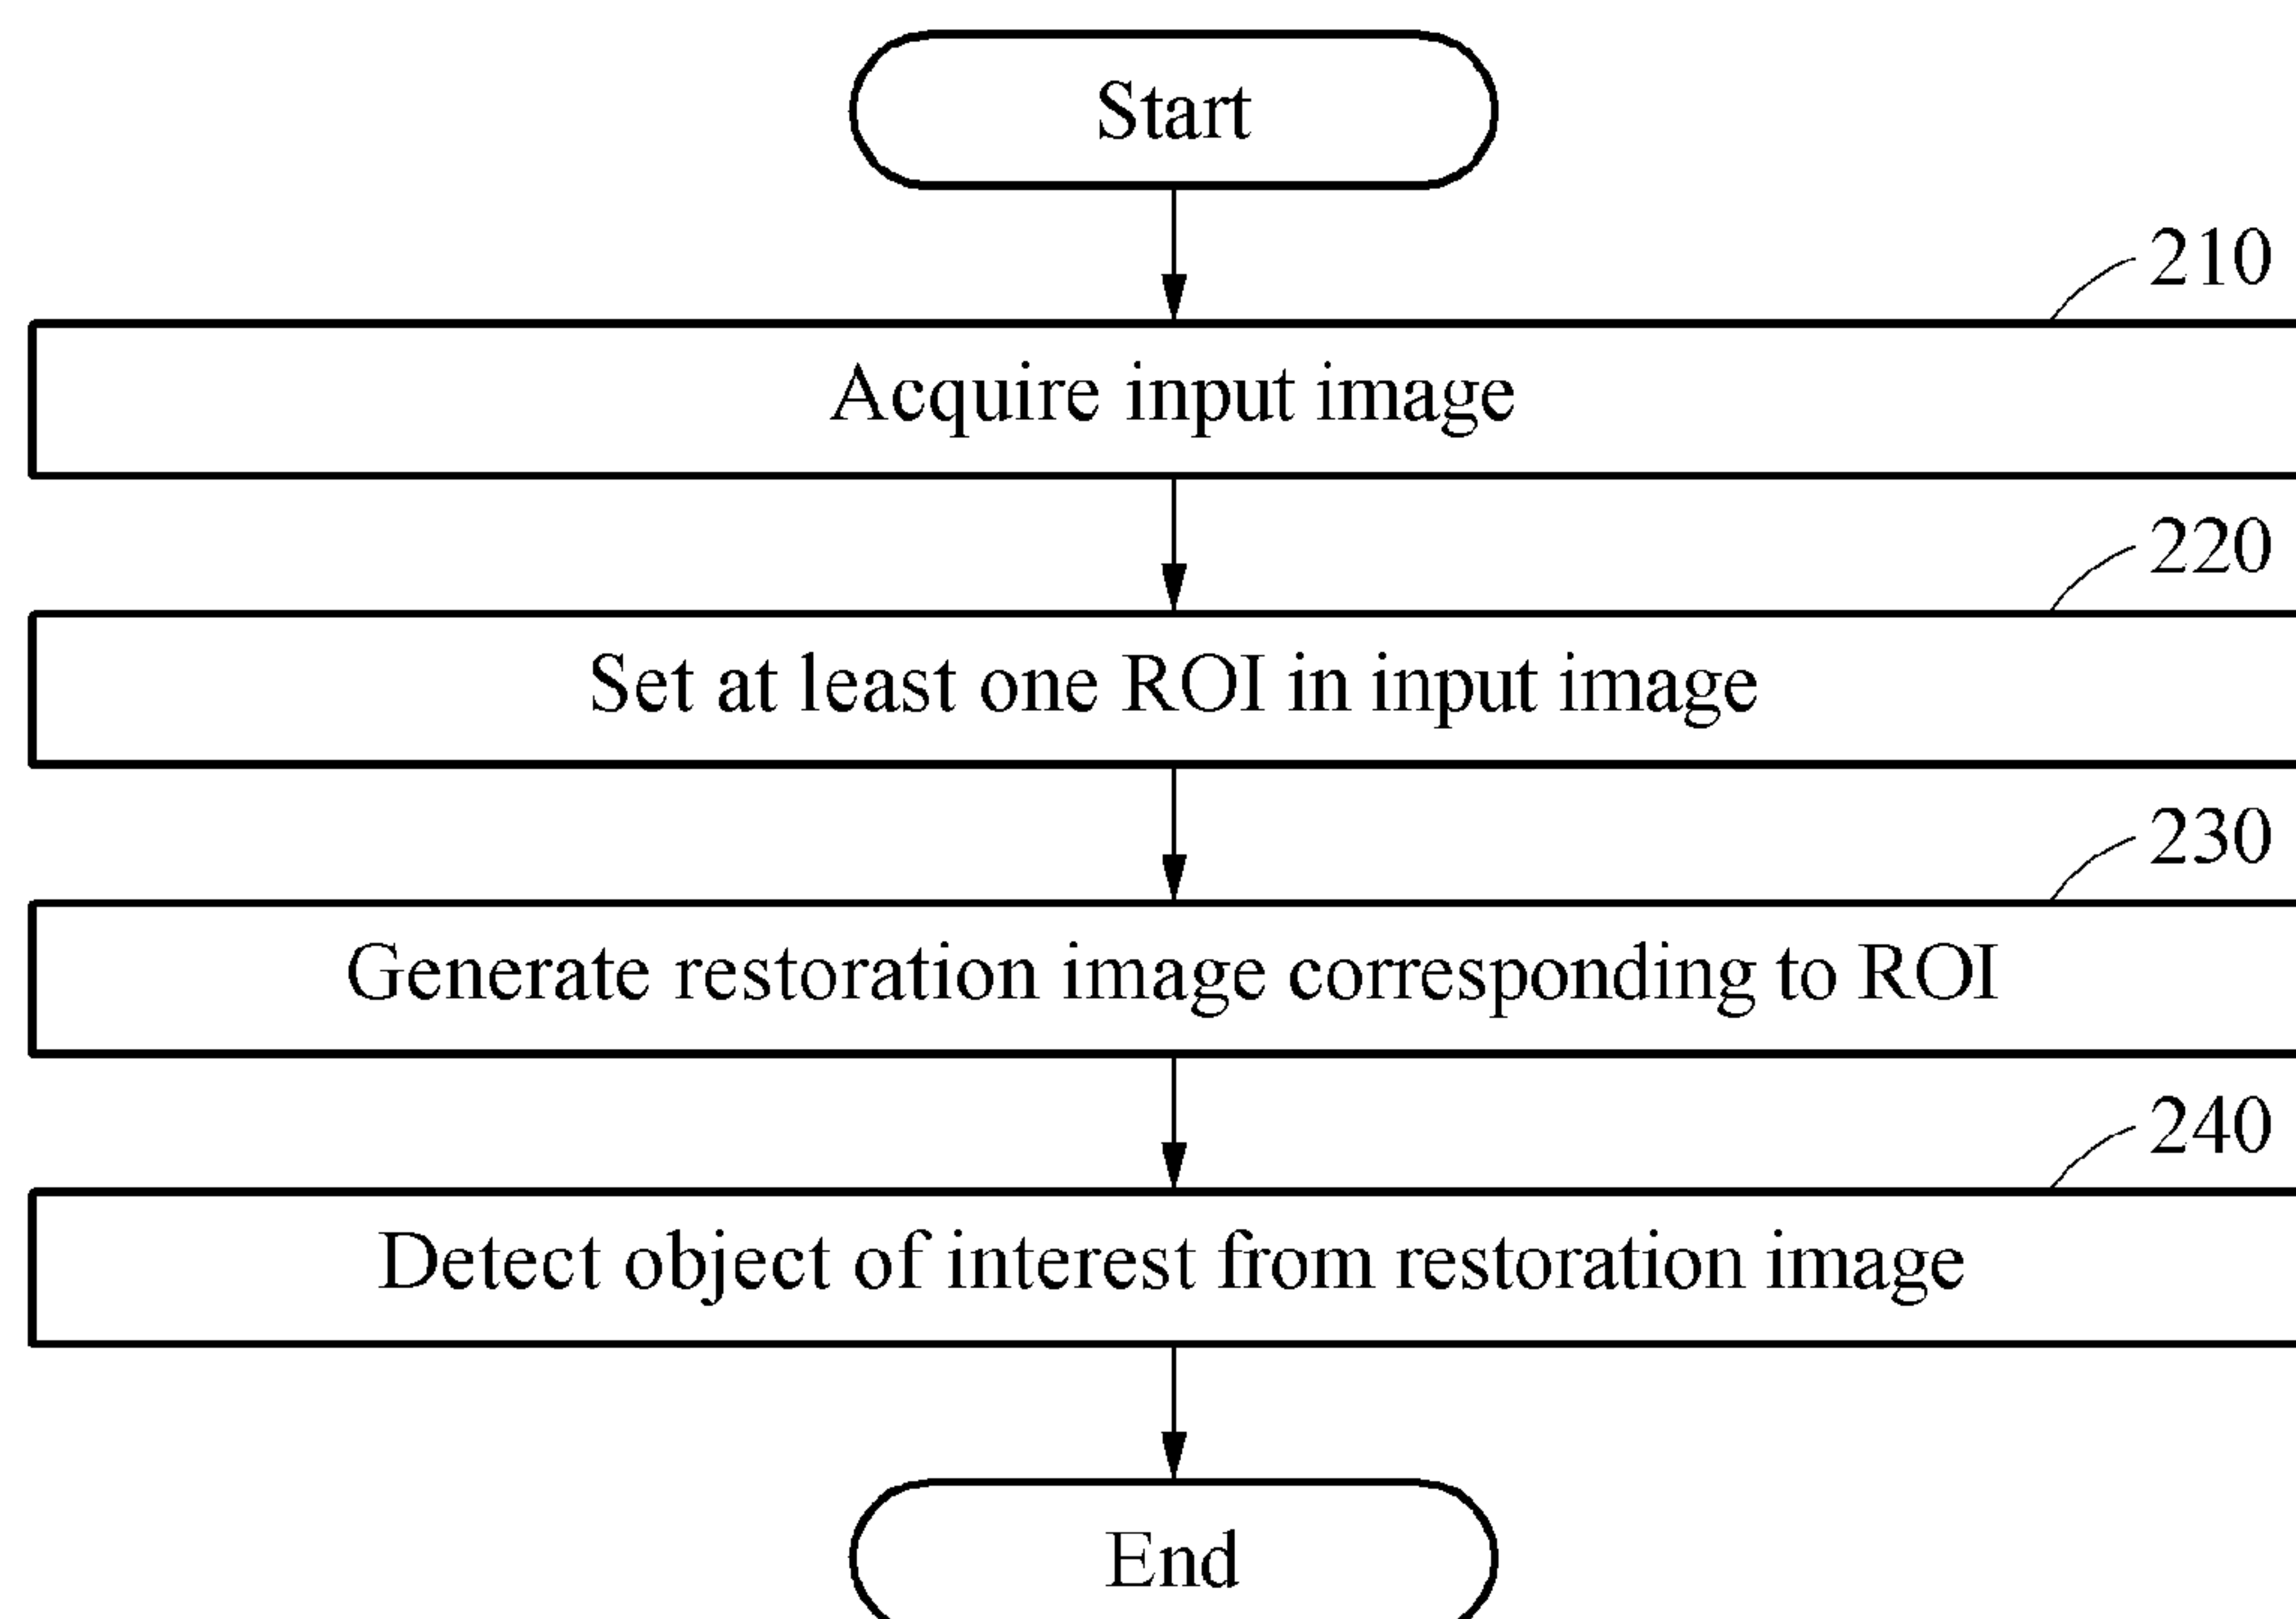 Start
210
Acquire input image
220
Set at least one ROI in input image
230
Generate restoration image corresponding to ROI
240
Detect object of interest from restoration image
End